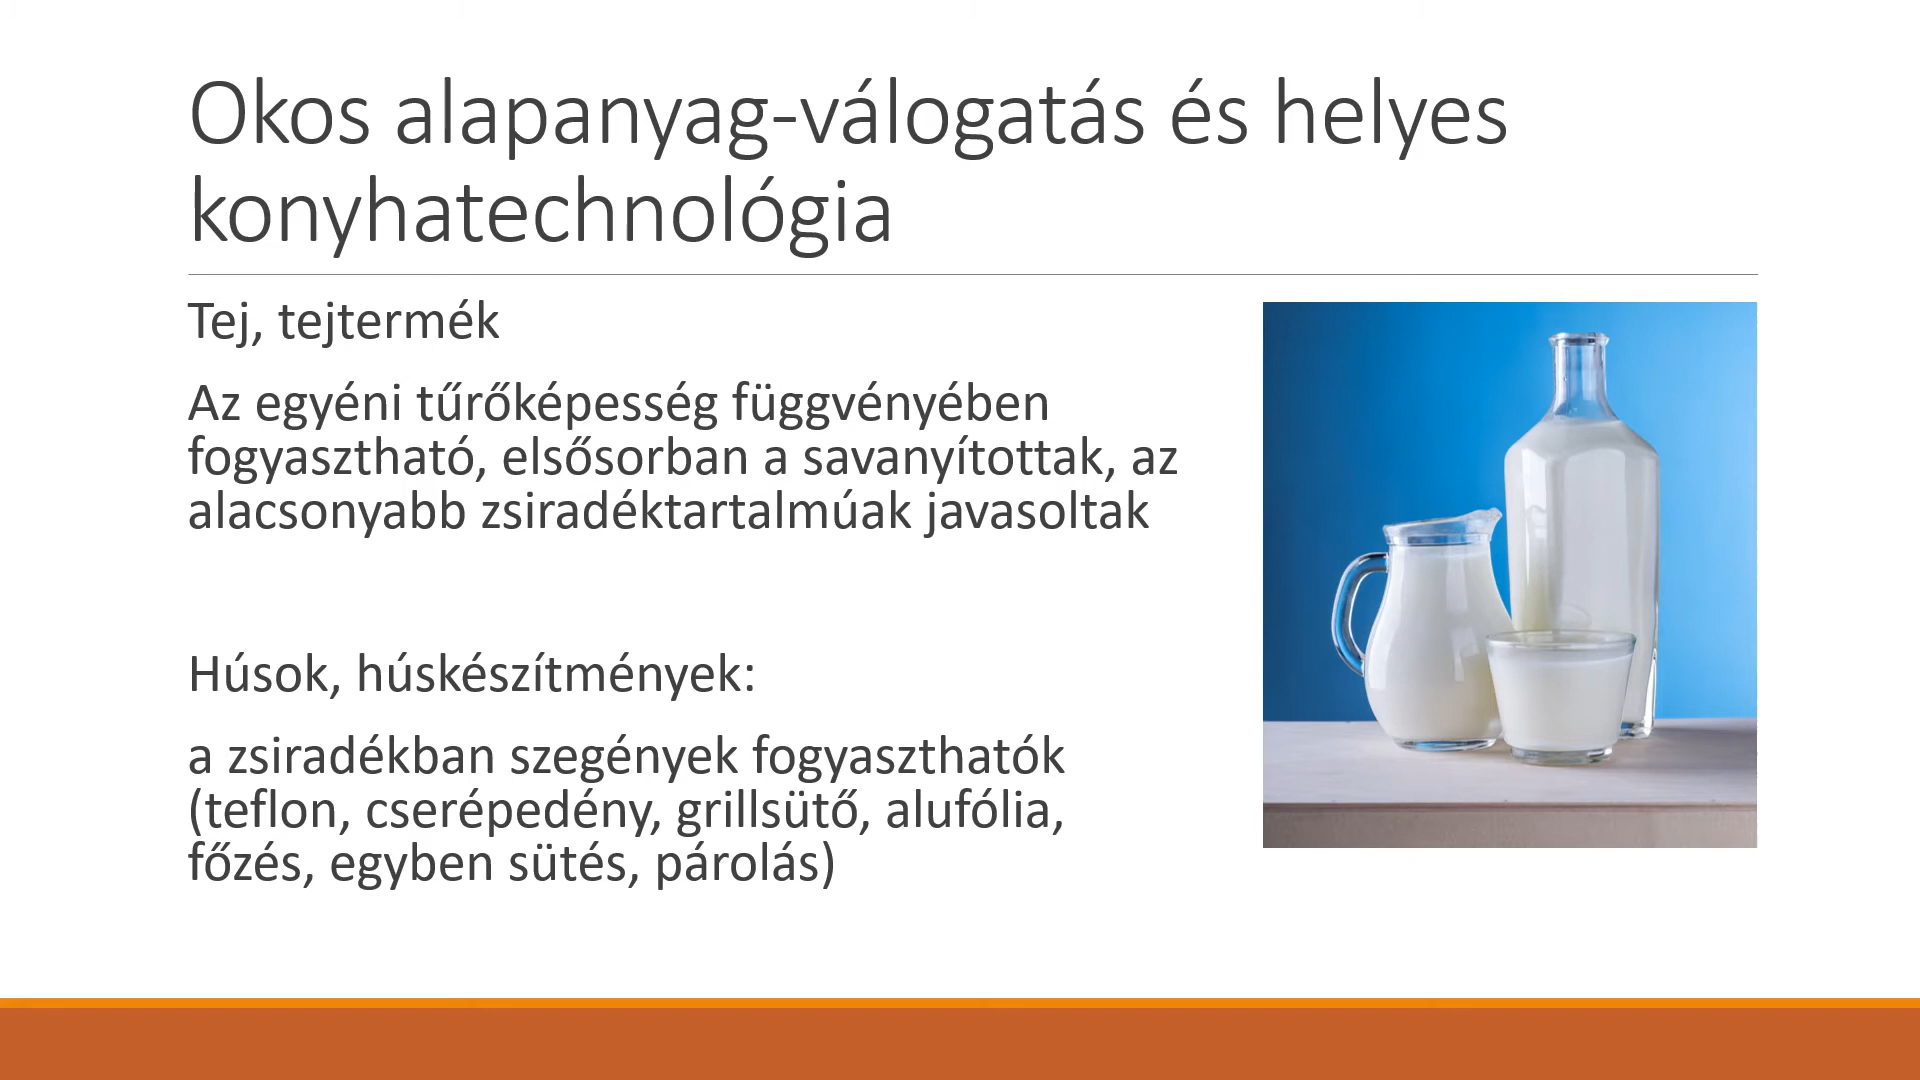 Okos alapanyag-válogatás és helyes
konyhatechnológia
Tej, tejtermék
Az egyéni tűrőképesség függvényében
fogyasztható, elsősorban a savanyítottak, az
alacsonyabb zsiradéktartalmúak javasoltak
Húsok, húskészítmények:
a zsiradékban szegények fogyaszthatók
(teflon, cserépedény, grillsütő, alufólia,
főzés, egyben sütés, párolás)